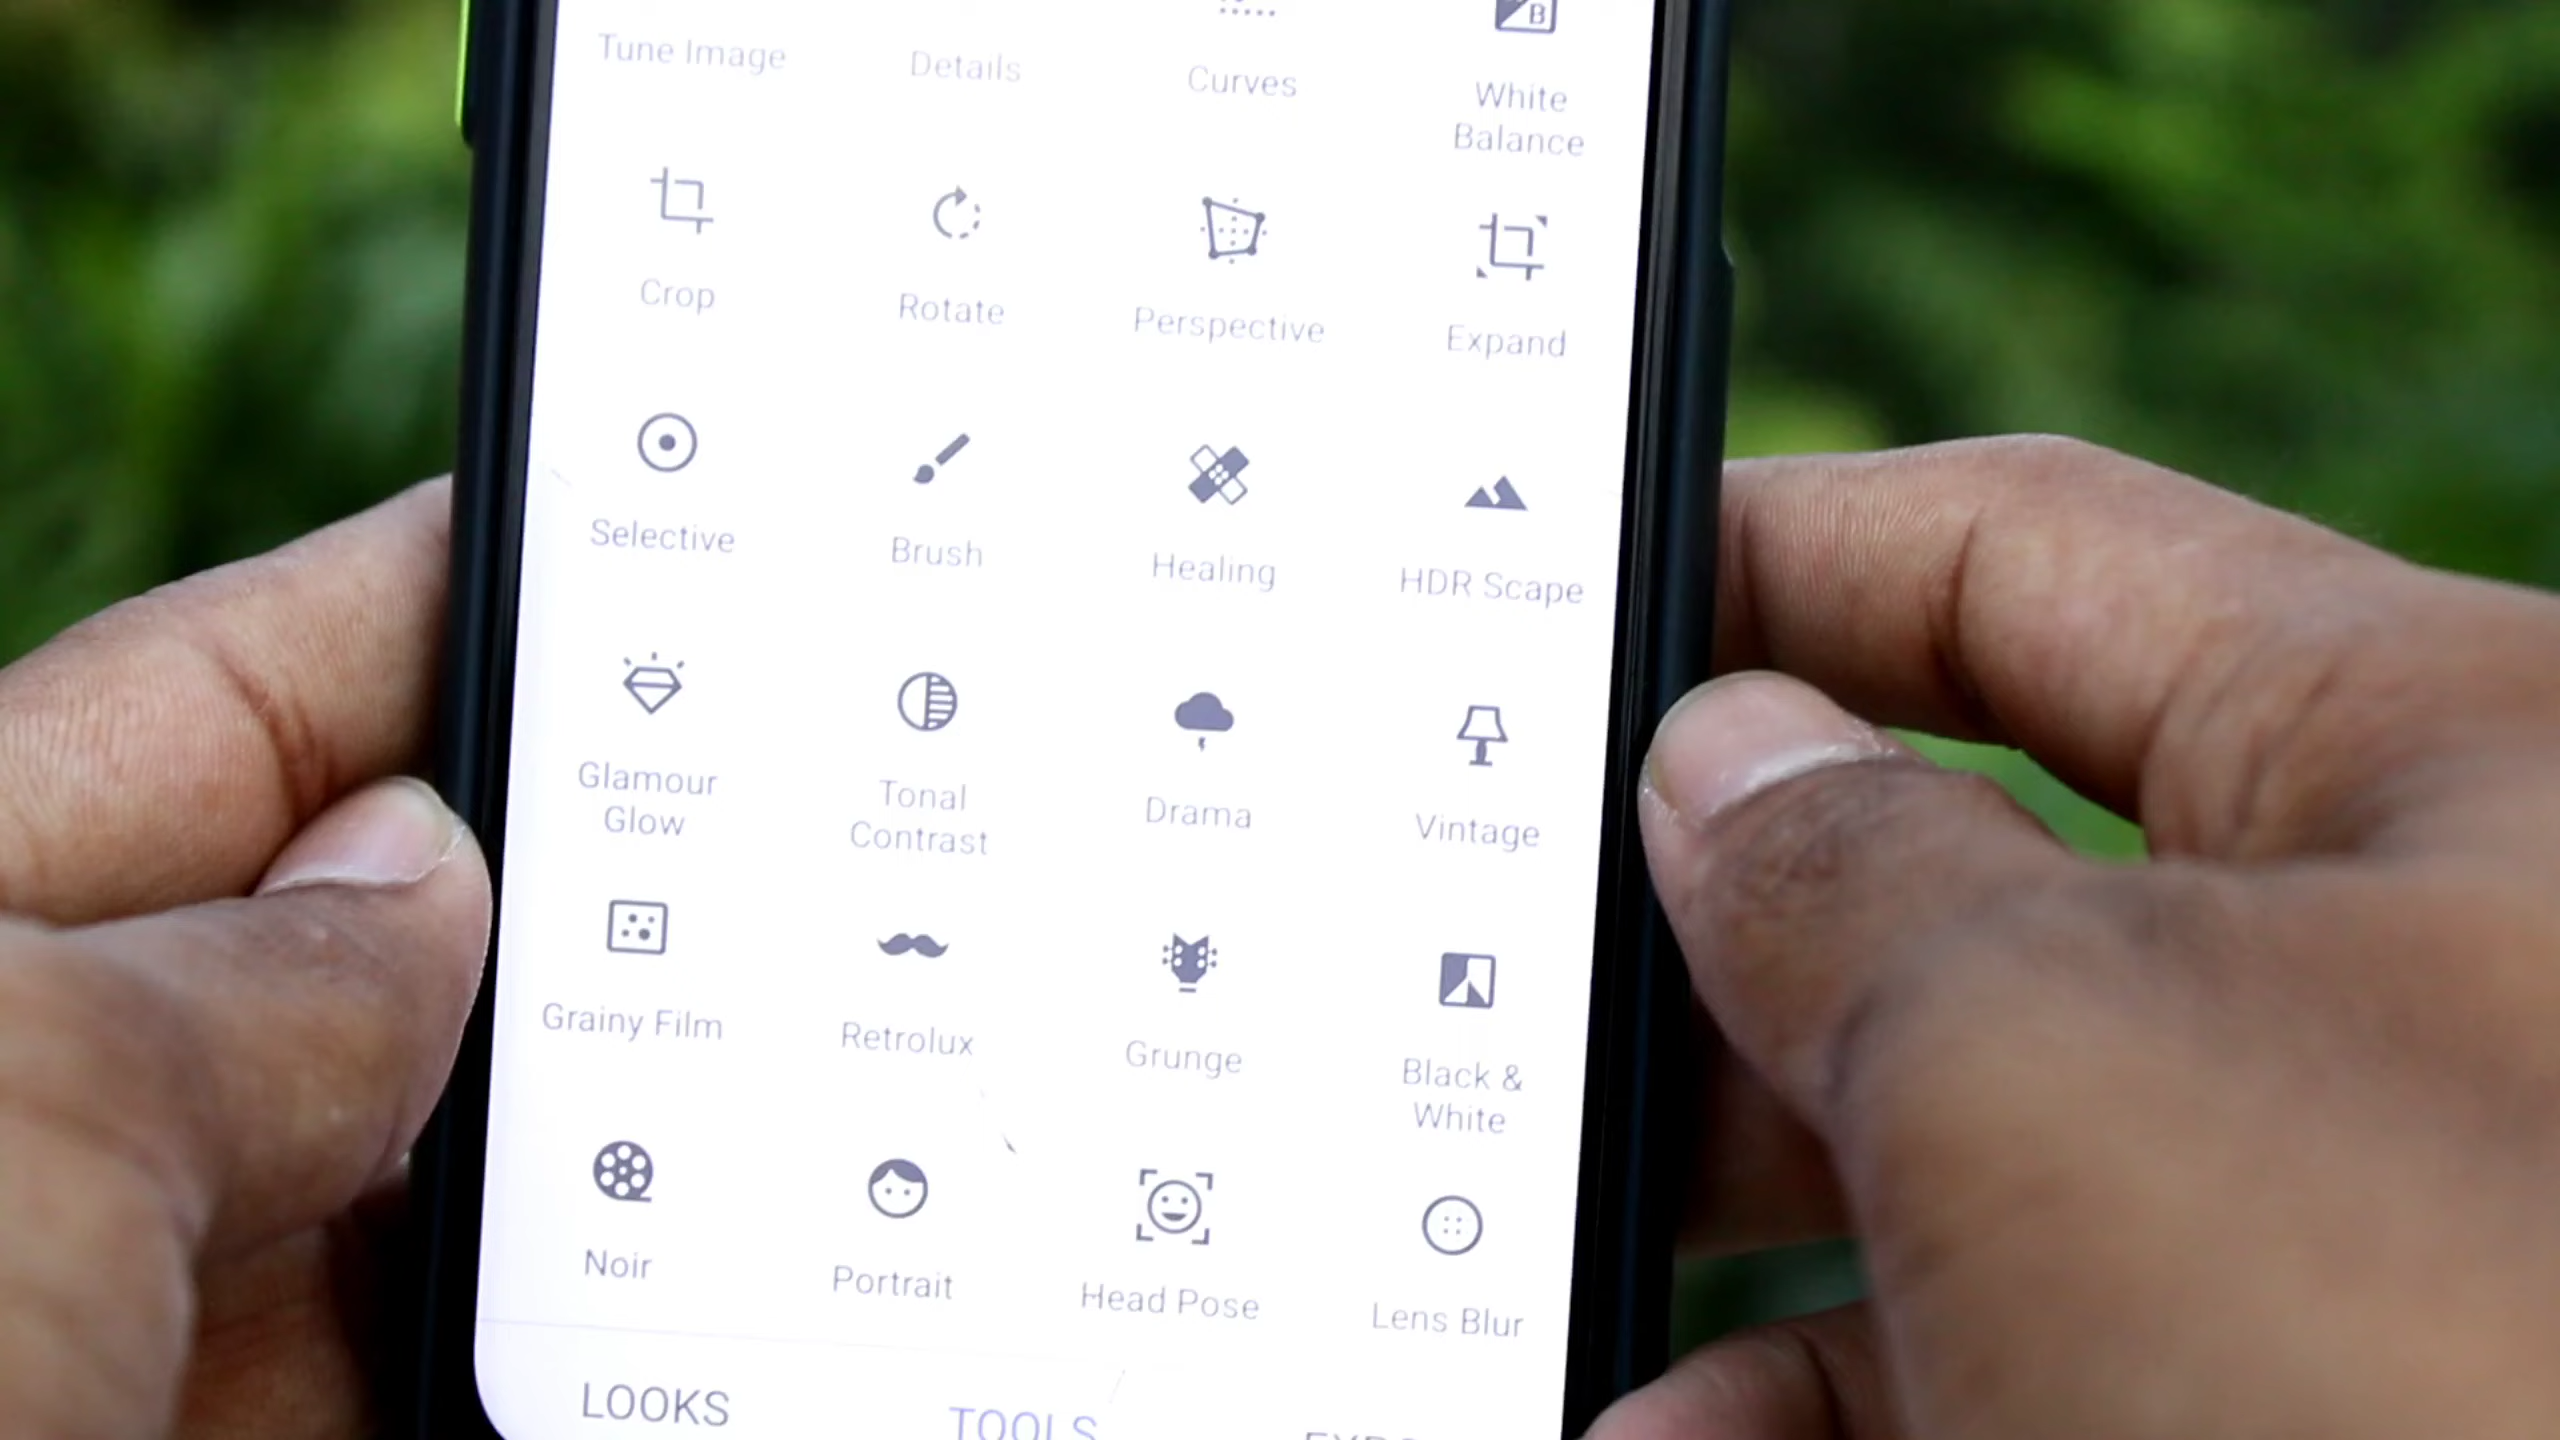 B
Tune Image
Details
Curves
White
Balance
Crop
Rotate
Perspective
Expand
Selective
Brush
Healing
HDR Scape
Glamour
Glow
Tonal
Contrast
Drama
Vintage
Grainy Film
Retrolux
Grunge
Black &
White
Noir
Portrait
Head Pose
Lens Blur
LOOKS
TOOLS